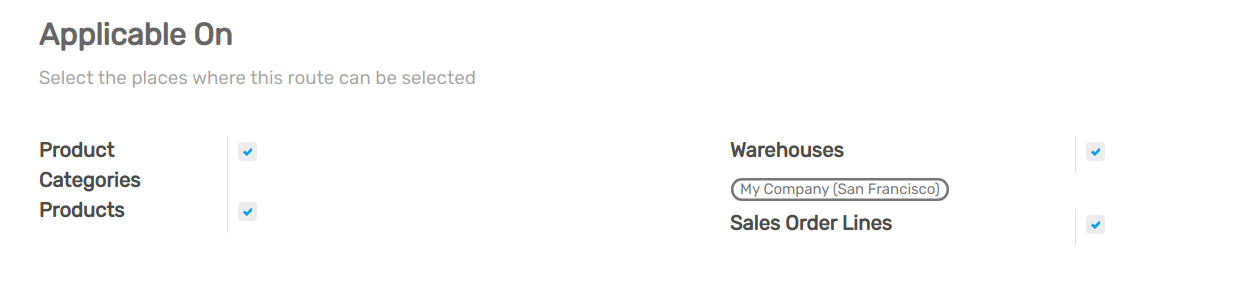 Applicable On
Select the places where this route can be selected
Product
Categories
Products
Warehouses
My Company (San Francisco)
Sales Order Lines